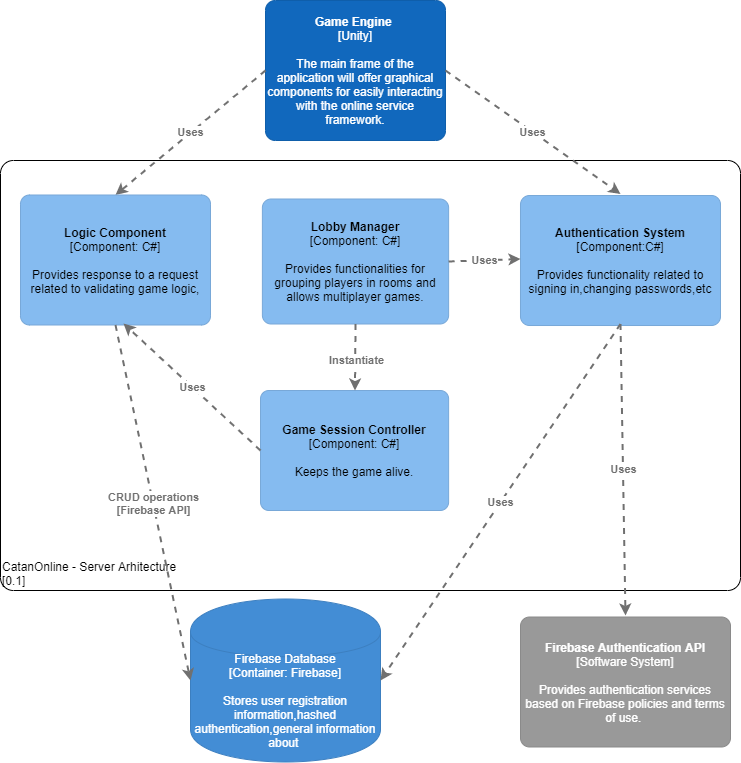 Game Engine
[Unity]
The main frame of the
application will offer graphical
components for easily interacting
with the online service
framework.
Uses
Uses
Logic Component
[Component: C#]
Provides response to a request
related to validating game logic,
Lobby Manager
[Component: C#]
Provides functionalities for
grouping players in rooms and
allows multiplayer games.
Uses
Authentication System
[Component:C#]
Provides functionality related to
signing in,changing passwords,etc
Instantiate
Uses
Game Session Controller
[Component: C#]
Keeps the game alive.
Uses
CRUD operations
[Firebase API]
Uses
CatanOnline - Server Arhitecture
[0.1]
Firebase Database
[Container: Firebase]
Stores user registration
information,hashed
authentication,general information
about
Firebase Authentication API
[Software System]
Provides authentication services
based on Firebase policies and terms
of use.